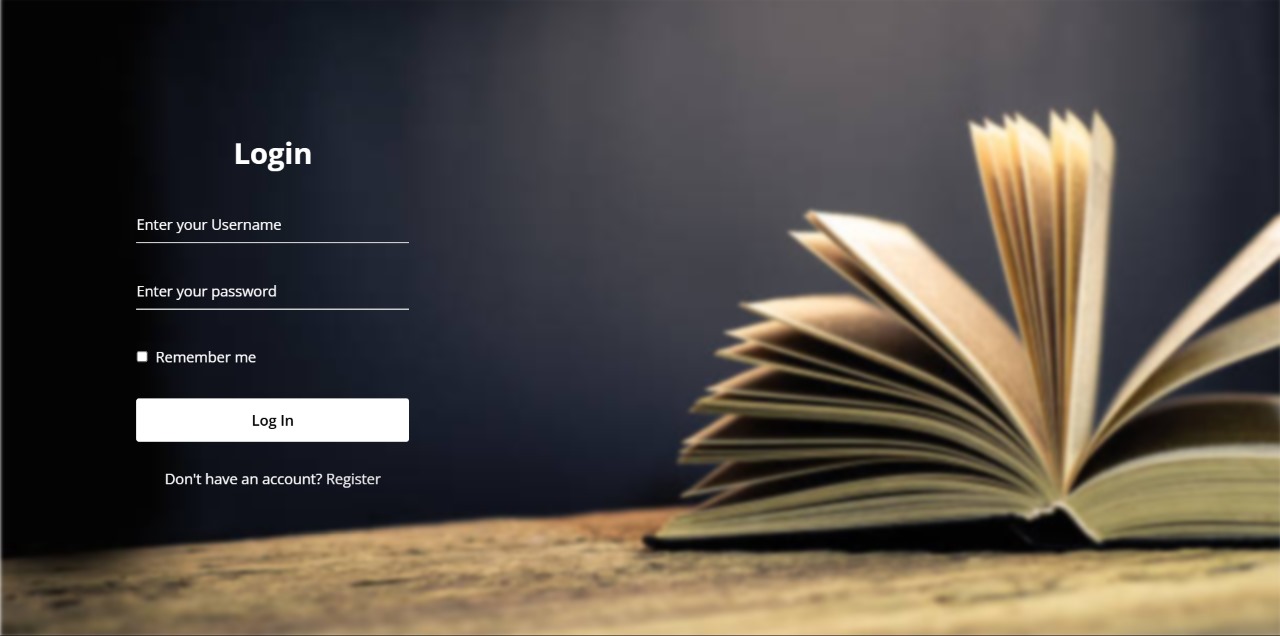 Login
Enter your Username
Enter your password
Remember me
Log In
Don't have an account? Register